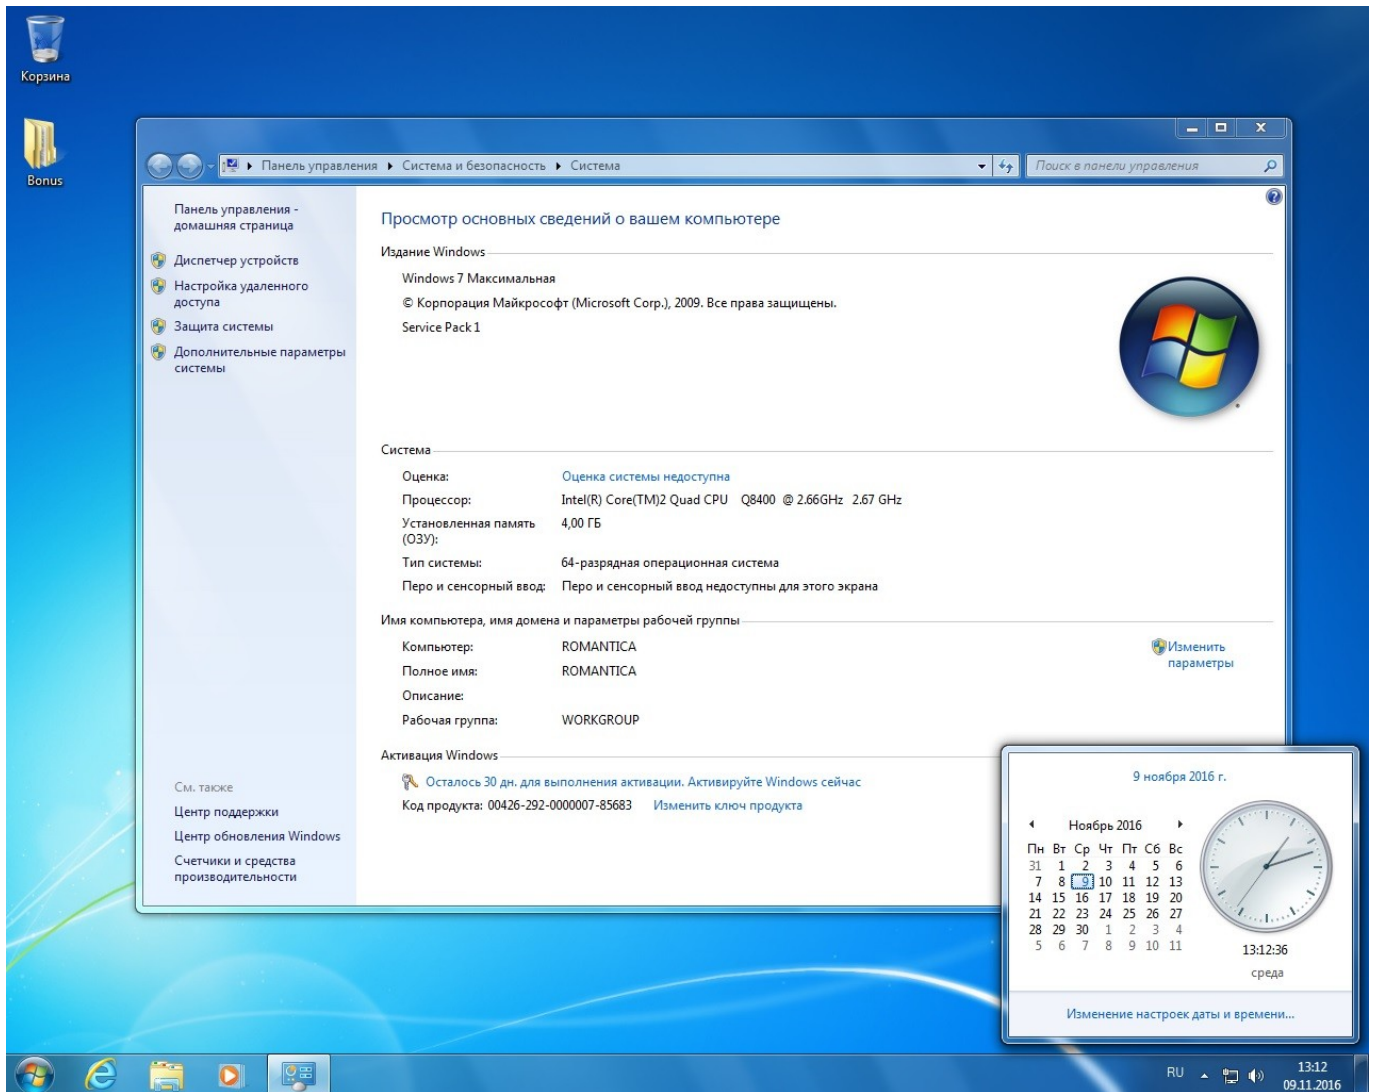 Корзина
Bonus
Панель управления
Система и безопасность
Система
Поиск в панели управления
Панель управления -
домашняя страница
Диспетчер устройств
Настройка удаленного
доступа
Защита системы
Дополнительные параметры
системы
См. также
Центр поддержки
Центр обновления Windows
Счетчики и средства
производительности
Просмотр основных сведений о вашем компьютере
Издание Windows
Windows 7 Максимальная
© Корпорация Майкрософт (Microsoft Corp.), 2009. Все права защищены.
Service Pack 1
Система
Оценка: Оценка системы недоступна
Процессор: Intel(R) Core(TM)2 Quad CPU Q8400 @ 2.66GHz 2.67 GHz
Установленная память 4,00 ГБ
(ОЗУ):
Тип системы: 64-разрядная операционная система
Перо и сенсорный ввод: Перо и сенсорный ввод недоступны для этого экрана
Имя компьютера, имя домена и параметры рабочей группы
Компьютер: ROMANTICA
Изменить
параметры
Полное имя: ROMANTICA
Описание:
Рабочая группа: WORKGROUP
Активация Windows
Осталось 30 дн. для выполнения активации. Активируйте Windows сейчас
Код продукта: 00426-292-0000007-85683 Изменить ключ продукта
9 ноября 2016 г.
Ноябрь 2016
Пн Вт Ср Чт Пт Сб Вс
31 1 2 3 4 5 6
7 8 9 10 11 12 13
14 15 16 17 18 19 20
21 22 23 24 25 26 27
28 29 30 1 2 3 4
5 6 7 8 9 10 11
13:12:36
среда
Изменение настроек даты и времени...
RU
13:12
09.11.2016